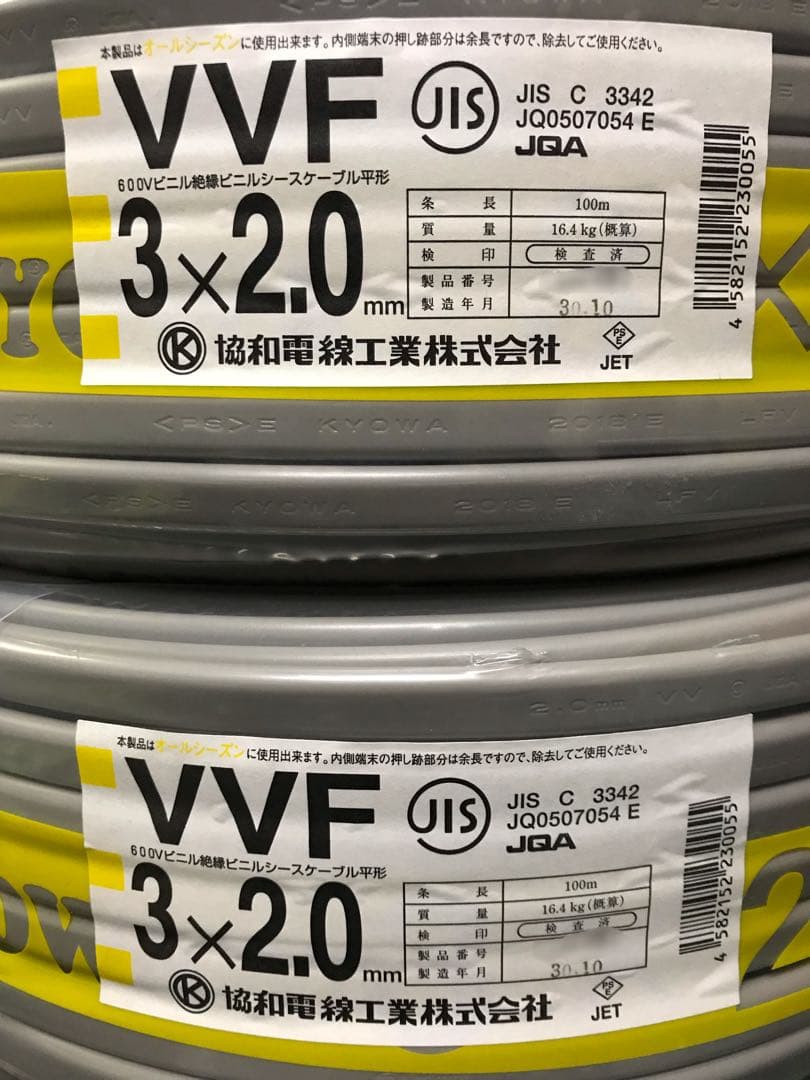 本製品はオールシーズンに使用出来ます。内側端末の押し跡部分は余長ですので、除去してご使用ください。
VVF
JIS
JIS C 3342
JQ0507054 E
JQA
600Vビニル絶縁ビニルシースケーブル平形
3×2.0mm
条長 100m
質量 16.4kg(概算)
検印 検査済
製品番号
製造年月 30.10
K 協和電線工業株式会社
PSE
JET
4 582152 230055
<PS>E KYOWA 2018 E
<PS>E KYOWA 2018 E
2.0mm VV
本製品はオールシーズンに使用出来ます。内側端末の押し跡部分は余長ですので、除去してご使用ください。
VVF
JIS
JIS C 3342
JQ0507054 E
JQA
600Vビニル絶縁ビニルシースケーブル平形
3×2.0mm
条長 100m
質量 16.4kg(概算)
検印 検査済
製品番号
製造年月 30.10
K 協和電線工業株式会社
PSE
JET
4 582152 230055
2